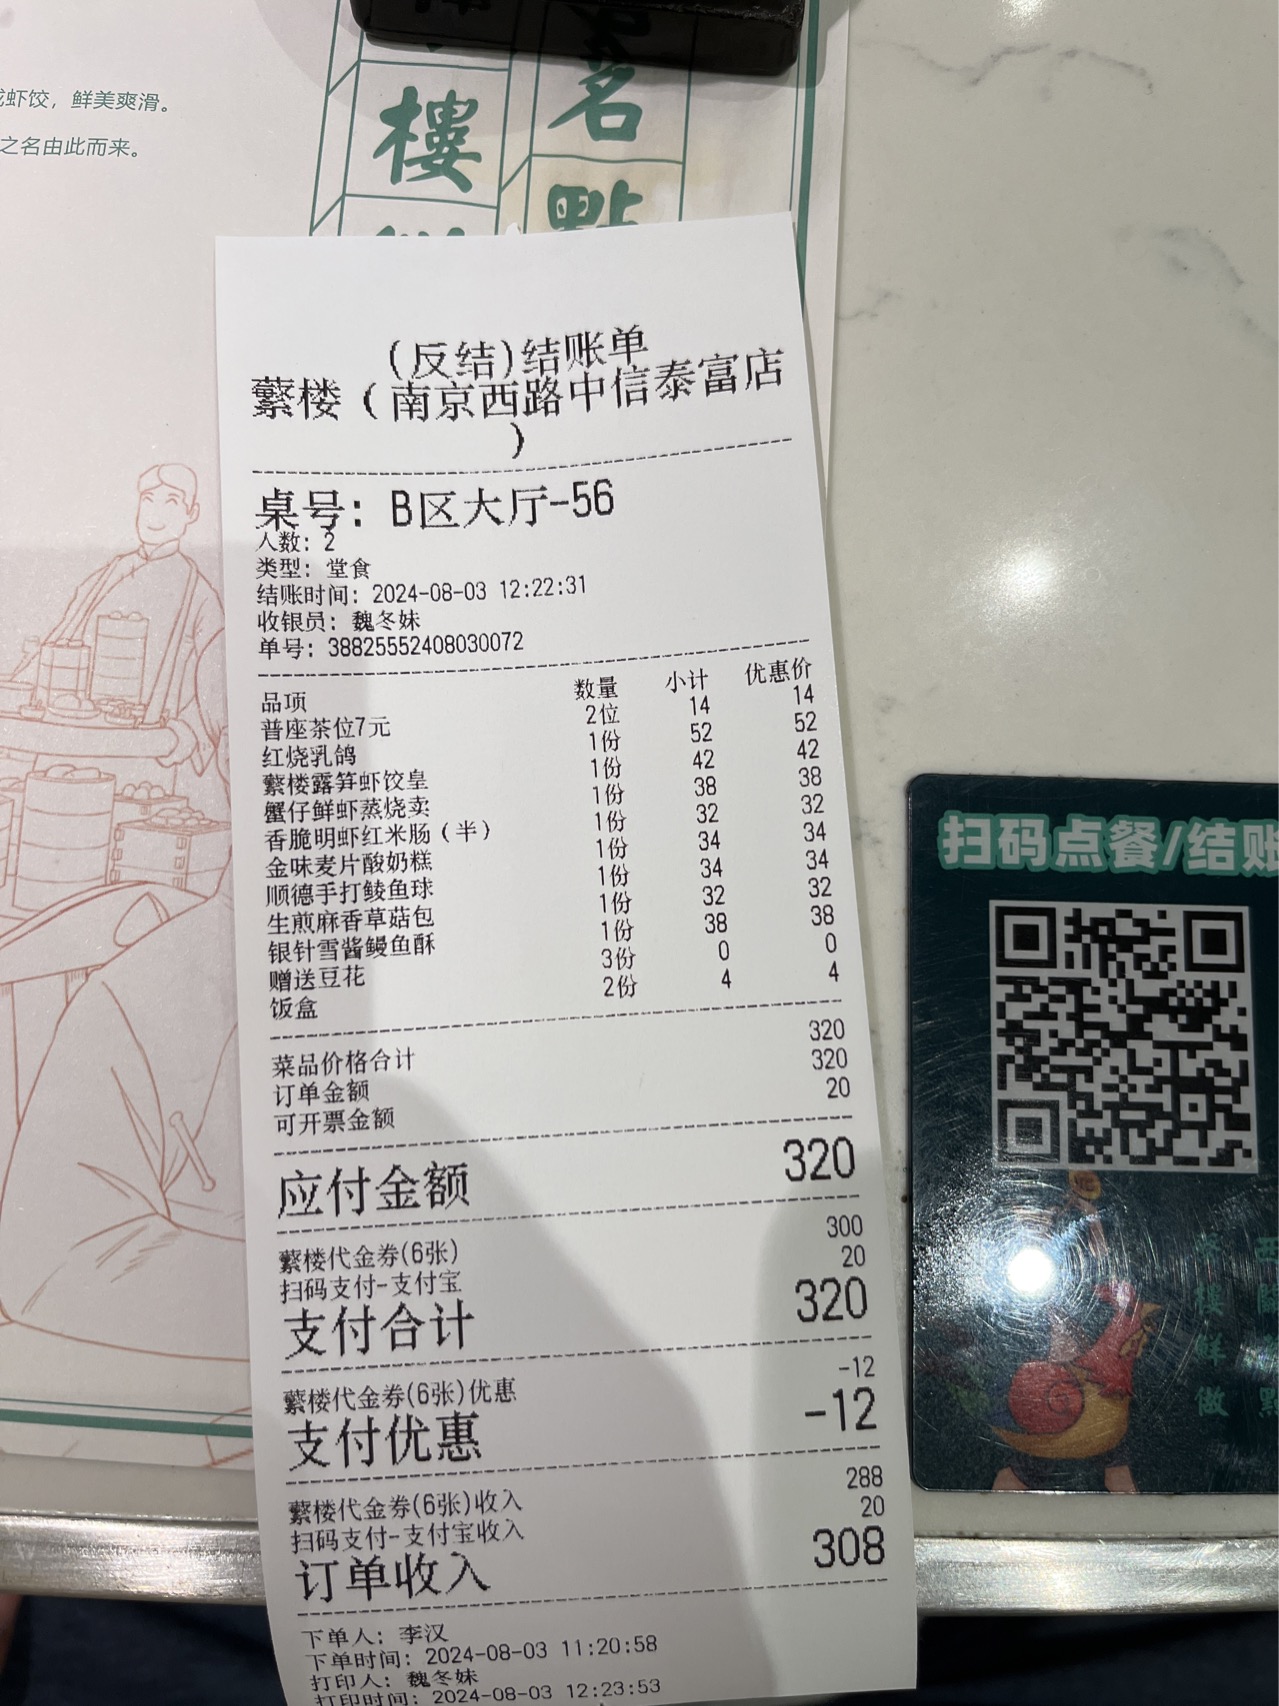 虾饺，鲜美爽滑。
之名由此而来。
樓
茗
點
(反结)结账单
蘩楼（南京西路中信泰富店
）
桌号: B区大厅-56
人数: 2
类型: 堂食
结账时间: 2024-08-03 12:22:31
收银员: 魏冬妹
单号: 38825552408030072
品项 数量 小计 优惠价
普座茶位7元 2位 14 14
红烧乳鸽 1份 52 52
蘩楼露笋虾饺皇 1份 42 42
蟹仔鲜虾蒸烧卖 1份 38 38
香脆明虾红米肠（半） 1份 32 32
金味麦片酸奶糕 1份 34 34
顺德手打鲮鱼球 1份 34 34
生煎麻香草菇包 1份 32 32
银针雪酱鳗鱼酥 1份 38 38
赠送豆花 3份 0 0
饭盒 2份 4 4
菜品价格合计 320
订单金额 320
可开票金额 20
应付金额 320
蘩楼代金券(6张) 300
扫码支付-支付宝 20
支付合计 320
蘩楼代金券(6张)优惠 -12
支付优惠 -12
蘩楼代金券(6张)收入 288
扫码支付-支付宝收入 20
订单收入 308
下单人: 李汉
下单时间: 2024-08-03 11:20:58
打印人: 魏冬妹
打印时间: 2024-08-03 12:23:53
扫码点餐/结账
樓
鮮
做
點